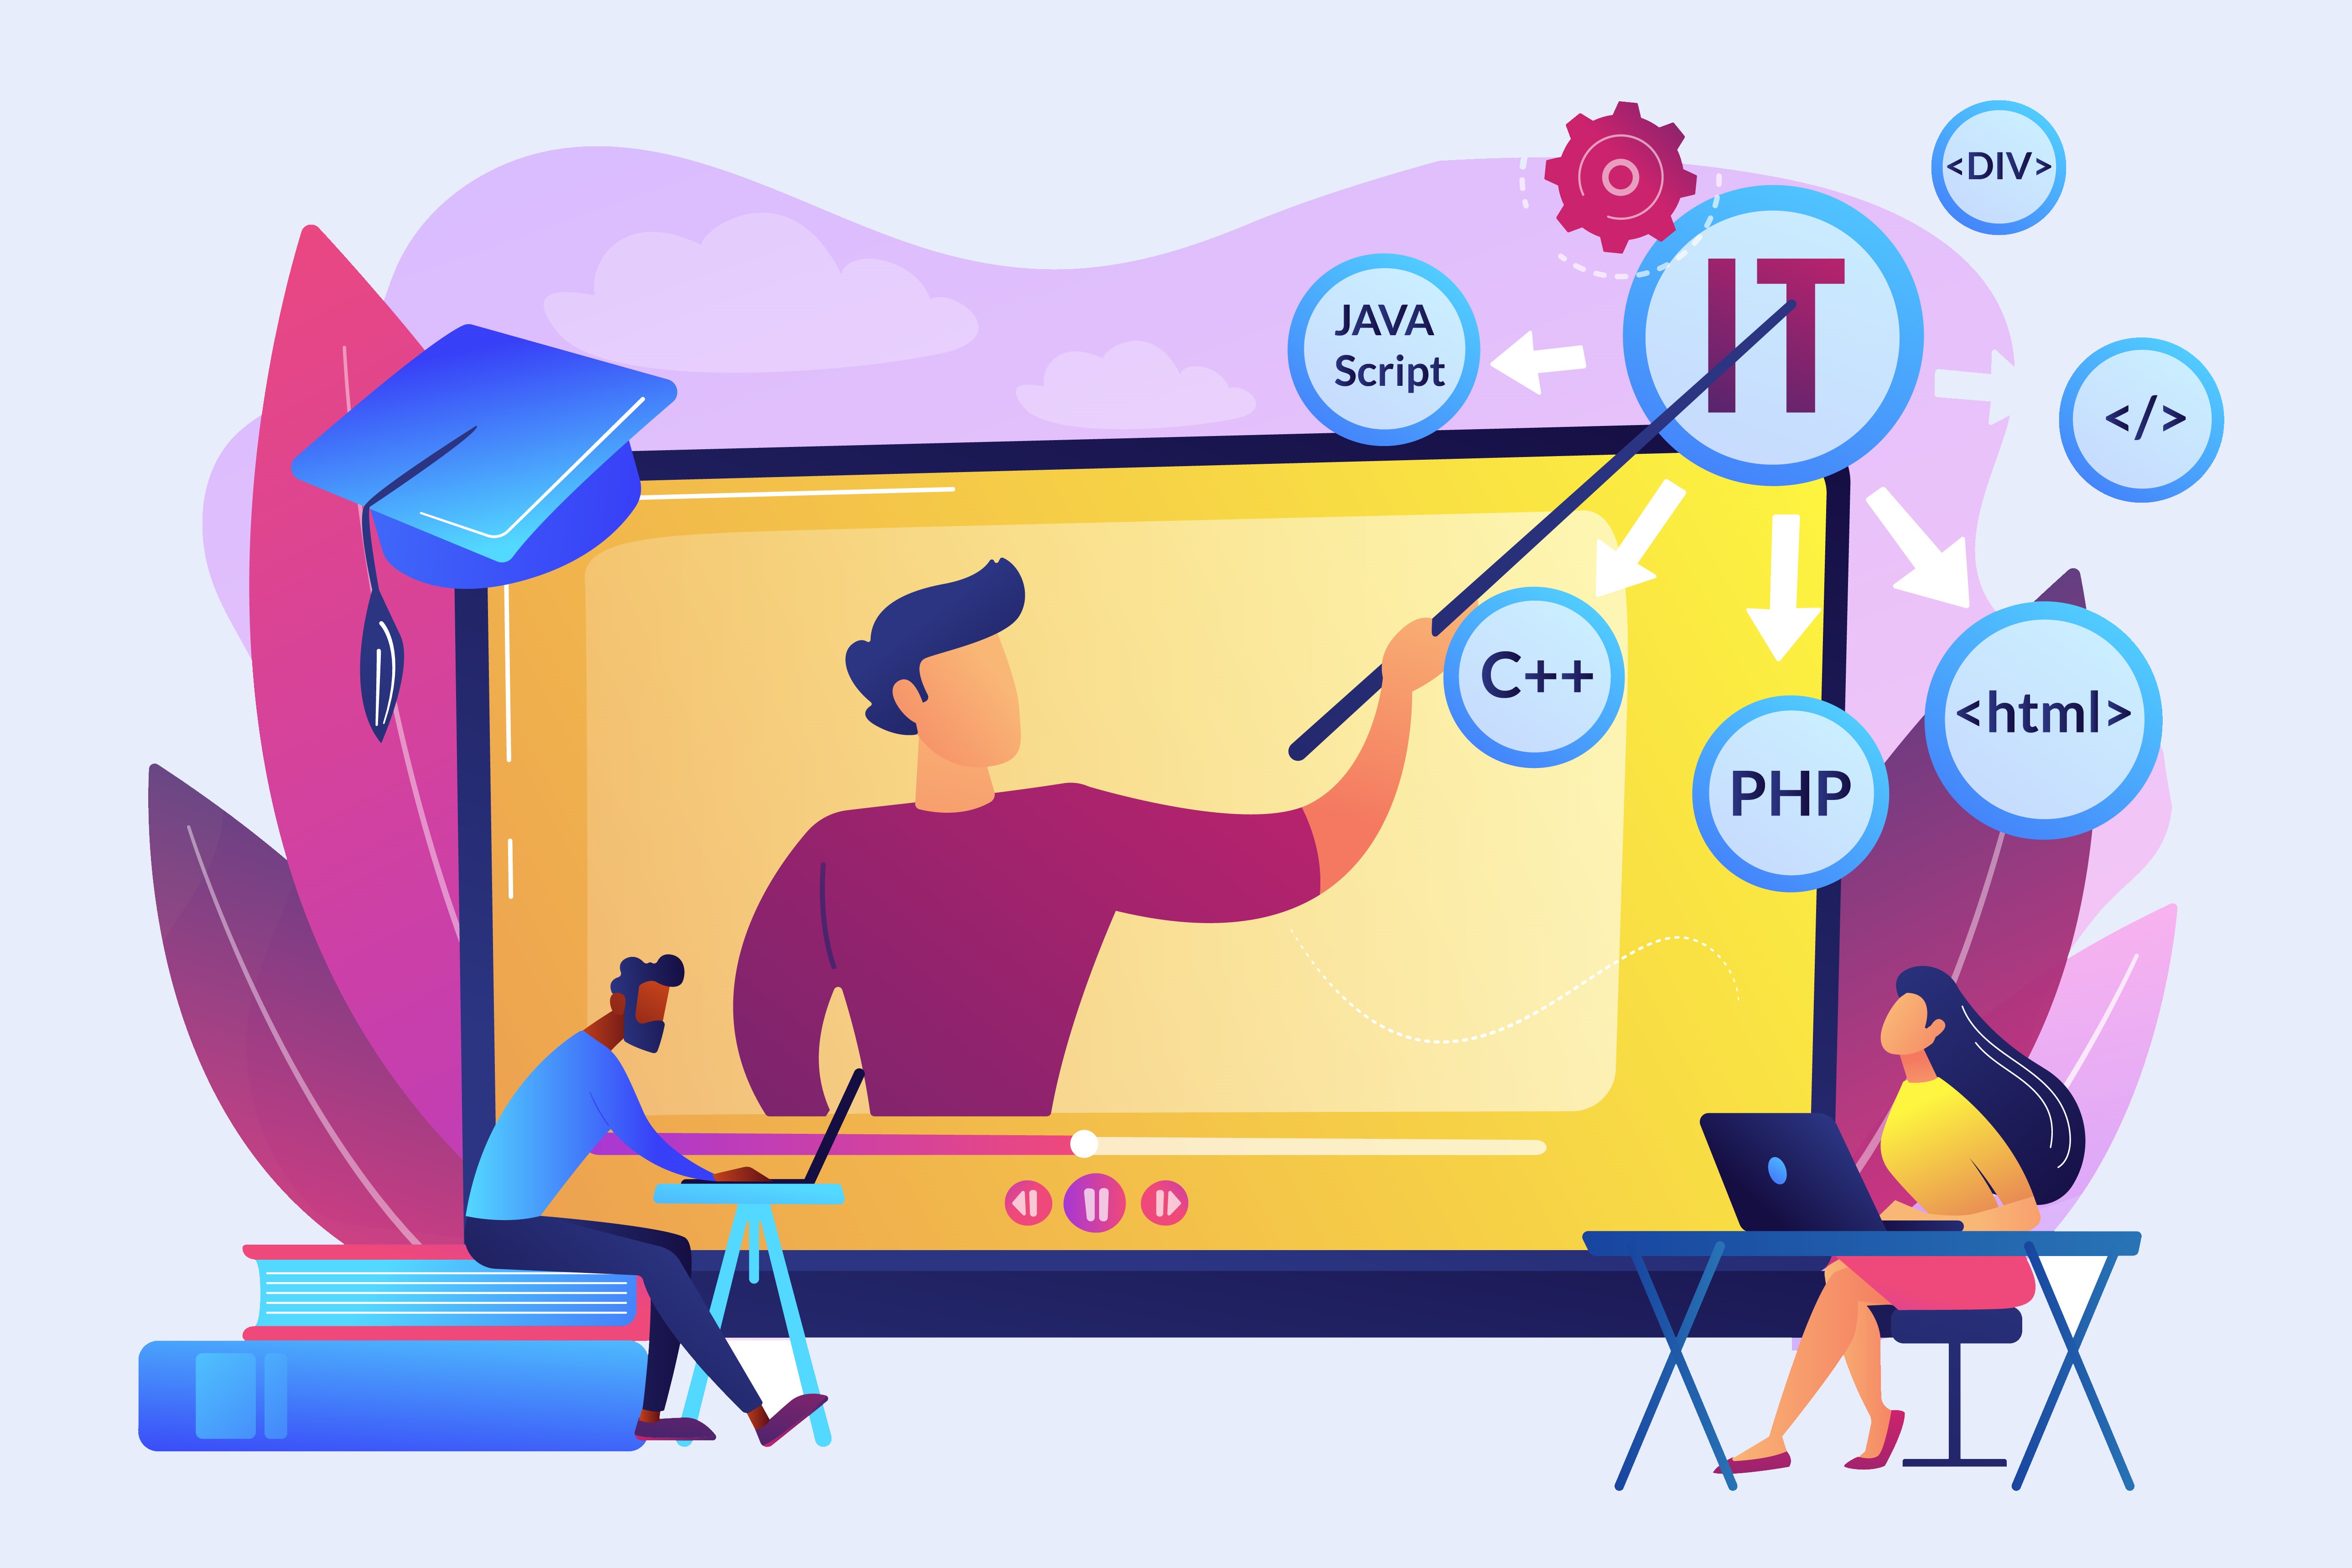 <DIV>
IT
JAVA
Script
</>
C++
<html>
PHP